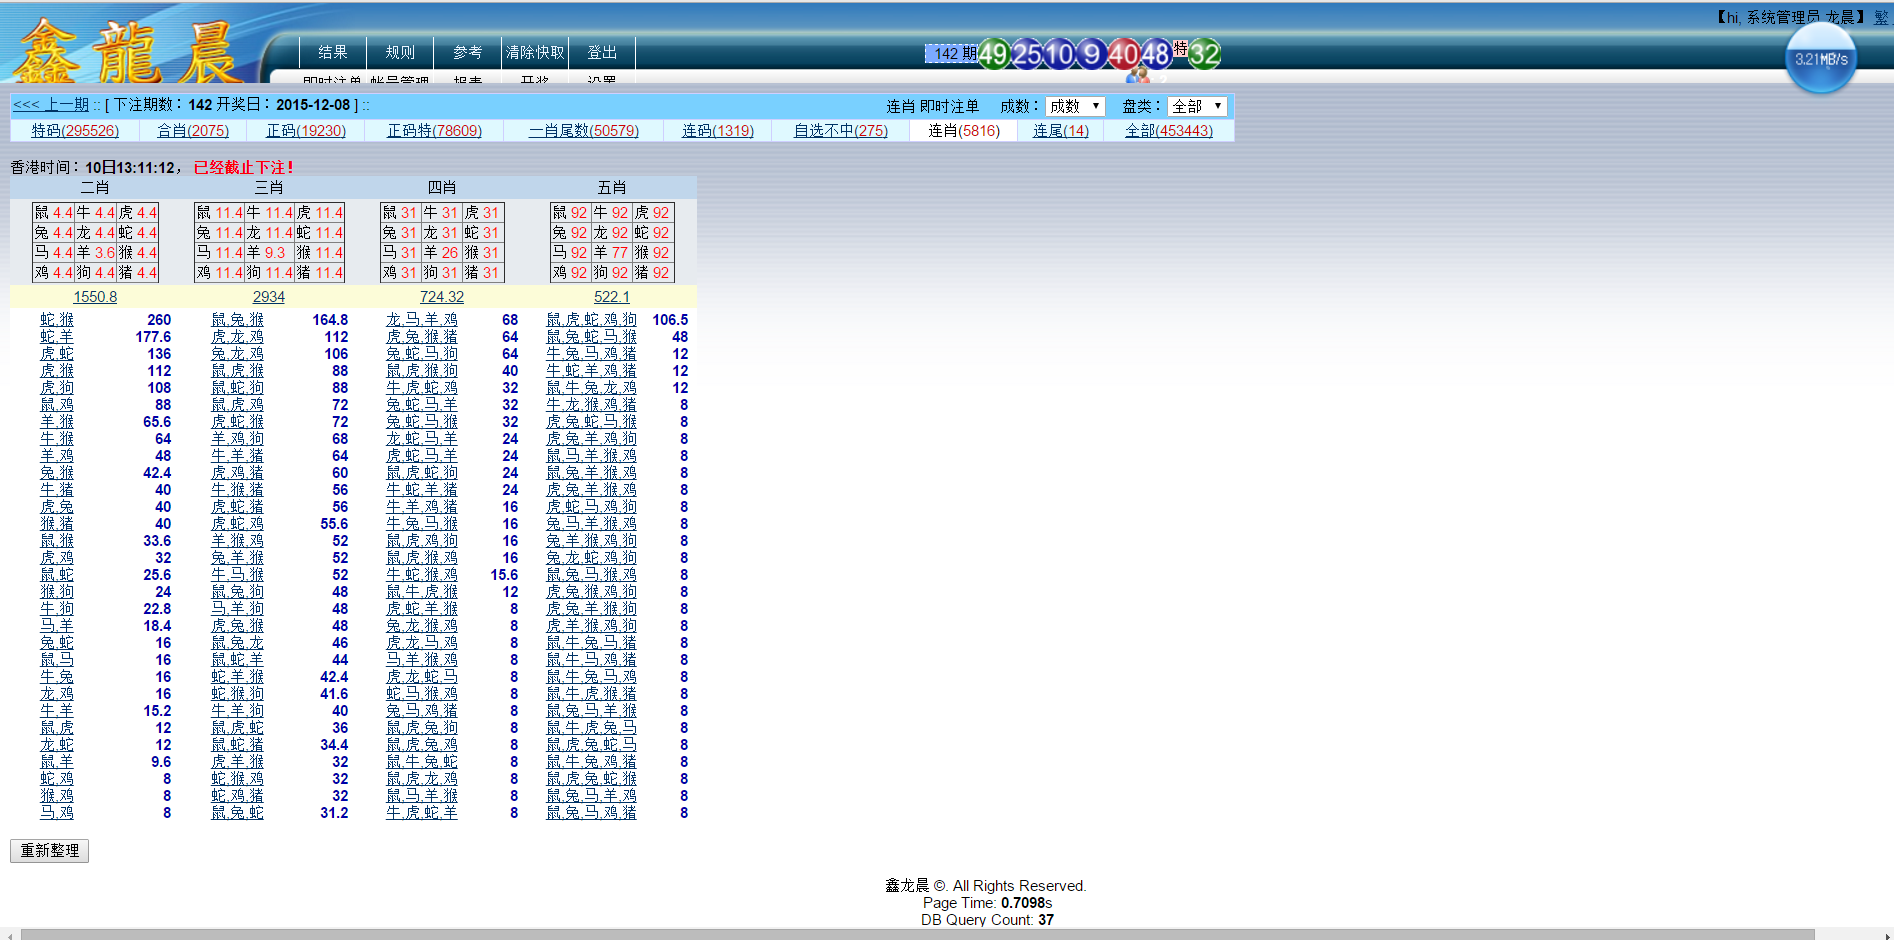 【hi, 系统管理员 龙晨】 繁
鑫龍晨
结果 规则 参考 清除快取 登出
142 期 49 25 10 9 40 48 特 32
3.21MB/s
即时注单 帐号管理 报表 开奖 设置
2
<<< 上一期 :: [ 下注期数：142 开奖日：2015-12-08 ] ::
连肖 即时注单 成数： 成数 盘类： 全部
特码(295526) 合肖(2075) 正码(19230) 正码特(78609) 一肖尾数(50579) 连码(1319) 自选不中(275) 连肖(5816) 连尾(14) 全部(453443)
香港时间：10日13:11:12， 已经截止下注!
二肖 三肖 四肖 五肖
鼠 4.4 牛 4.4 虎 4.4 鼠 11.4 牛 11.4 虎 11.4 鼠 31 牛 31 虎 31 鼠 92 牛 92 虎 92
兔 4.4 龙 4.4 蛇 4.4 兔 11.4 龙 11.4 蛇 11.4 兔 31 龙 31 蛇 31 兔 92 龙 92 蛇 92
马 4.4 羊 3.6 猴 4.4 马 11.4 羊 9.3 猴 11.4 马 31 羊 26 猴 31 马 92 羊 77 猴 92
鸡 4.4 狗 4.4 猪 4.4 鸡 11.4 狗 11.4 猪 11.4 鸡 31 狗 31 猪 31 鸡 92 狗 92 猪 92
1550.8 2934 724.32 522.1
蛇,猴 260 鼠,兔,猴 164.8 龙,马,羊,鸡 68 鼠,虎,蛇,鸡,狗 106.5
蛇,羊 177.6 虎,龙,鸡 112 虎,兔,猴,猪 64 鼠,兔,蛇,马,猴 48
虎,蛇 136 兔,龙,鸡 106 兔,蛇,马,狗 64 牛,兔,马,鸡,猪 12
虎,猴 112 鼠,虎,猴 88 鼠,虎,猴,狗 40 牛,蛇,羊,鸡,猪 12
虎,狗 108 鼠,蛇,狗 88 牛,虎,蛇,鸡 32 鼠,牛,兔,龙,鸡 12
鼠,鸡 88 鼠,虎,鸡 72 兔,蛇,马,羊 32 牛,龙,猴,鸡,猪 8
羊,猴 65.6 虎,蛇,猴 72 兔,蛇,马,猴 32 虎,兔,蛇,马,猴 8
牛,猴 64 羊,鸡,狗 68 龙,蛇,马,羊 24 虎,兔,羊,鸡,狗 8
羊,鸡 48 牛,羊,猪 64 虎,蛇,马,羊 24 鼠,马,羊,猴,鸡 8
兔,猴 42.4 虎,鸡,猪 60 鼠,虎,蛇,狗 24 鼠,兔,羊,猴,鸡 8
牛,猪 40 牛,猴,猪 56 牛,蛇,羊,猪 24 虎,兔,羊,猴,鸡 8
虎,兔 40 虎,蛇,猪 56 牛,羊,鸡,猪 16 虎,蛇,马,鸡,狗 8
猴,猪 40 虎,蛇,鸡 55.6 牛,兔,马,猴 16 兔,马,羊,猴,鸡 8
鼠,猴 33.6 羊,猴,鸡 52 鼠,虎,鸡,狗 16 兔,羊,猴,鸡,狗 8
虎,鸡 32 兔,羊,猴 52 鼠,虎,猴,鸡 16 兔,龙,蛇,鸡,狗 8
鼠,蛇 25.6 牛,马,猴 52 牛,蛇,猴,鸡 15.6 鼠,兔,马,猴,鸡 8
猴,狗 24 鼠,兔,狗 48 鼠,牛,虎,猴 12 虎,兔,猴,鸡,狗 8
牛,狗 22.8 马,羊,狗 48 虎,蛇,羊,猴 8 虎,兔,羊,猴,狗 8
马,羊 18.4 虎,兔,猴 48 兔,龙,猴,鸡 8 虎,羊,猴,鸡,狗 8
兔,蛇 16 鼠,兔,龙 46 虎,龙,马,鸡 8 鼠,牛,兔,马,猪 8
鼠,马 16 鼠,蛇,羊 44 马,羊,猴,鸡 8 鼠,牛,马,鸡,猪 8
牛,兔 16 蛇,羊,猴 42.4 虎,龙,蛇,马 8 鼠,牛,兔,马,鸡 8
龙,鸡 16 蛇,猴,狗 41.6 蛇,马,猴,鸡 8 鼠,牛,虎,猴,猪 8
牛,羊 15.2 牛,羊,狗 40 兔,马,鸡,猪 8 鼠,兔,马,羊,猴 8
鼠,虎 12 鼠,虎,蛇 36 鼠,虎,兔,狗 8 鼠,牛,虎,兔,马 8
龙,蛇 12 鼠,蛇,猪 34.4 鼠,虎,兔,鸡 8 鼠,虎,兔,蛇,马 8
鼠,羊 9.6 虎,羊,猴 32 鼠,牛,兔,蛇 8 鼠,牛,兔,鸡,猪 8
蛇,鸡 8 蛇,猴,鸡 32 鼠,虎,龙,鸡 8 鼠,虎,兔,蛇,猴 8
猴,鸡 8 蛇,鸡,猪 32 鼠,马,羊,猴 8 鼠,兔,马,羊,鸡 8
马,鸡 8 鼠,兔,蛇 31.2 牛,虎,蛇,羊 8 鼠,兔,马,鸡,猪 8
重新整理
鑫龙晨 ©. All Rights Reserved.
Page Time: 0.7098s
DB Query Count: 37